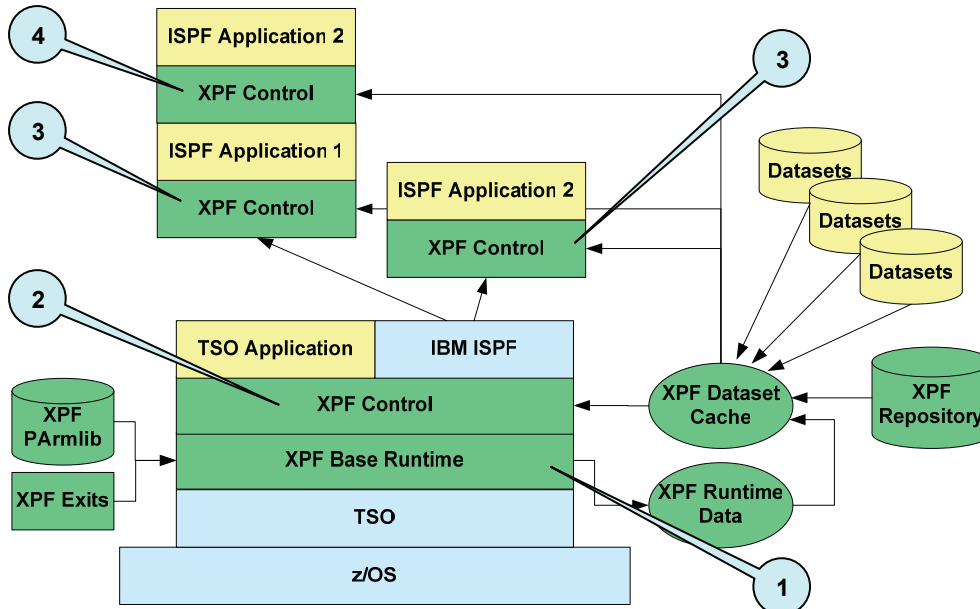 4
ISPF Application 2
XPF Control
3
ISPF Application 1
XPF Control
ISPF Application 2
XPF Control
3
Datasets
Datasets
Datasets
2
TSO Application
IBM ISPF
XPF Control
XPF Base Runtime
TSO
z/OS
XPF
PArmlib
XPF Exits
XPF Dataset
Cache
XPF
Repository
XPF Runtime
Data
1